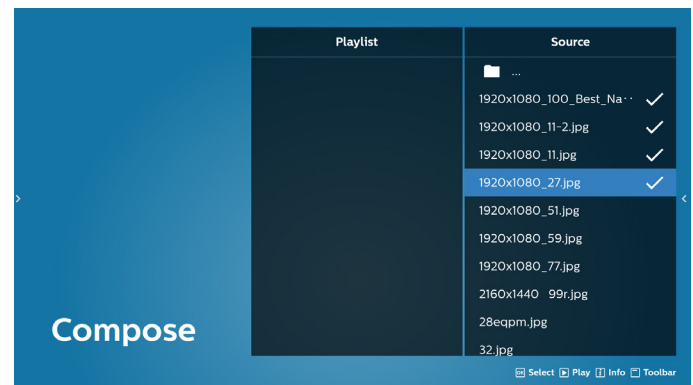 Playlist
Source
...
1920x1080_100_Best_Na··
1920x1080_11-2.jpg
1920x1080_11.jpg
1920x1080_27.jpg
1920x1080_51.jpg
1920x1080_59.jpg
1920x1080_77.jpg
2160x1440 99r.jpg
28eqpm.jpg
32.jpg
Compose
OK Select Play i Info Toolbar